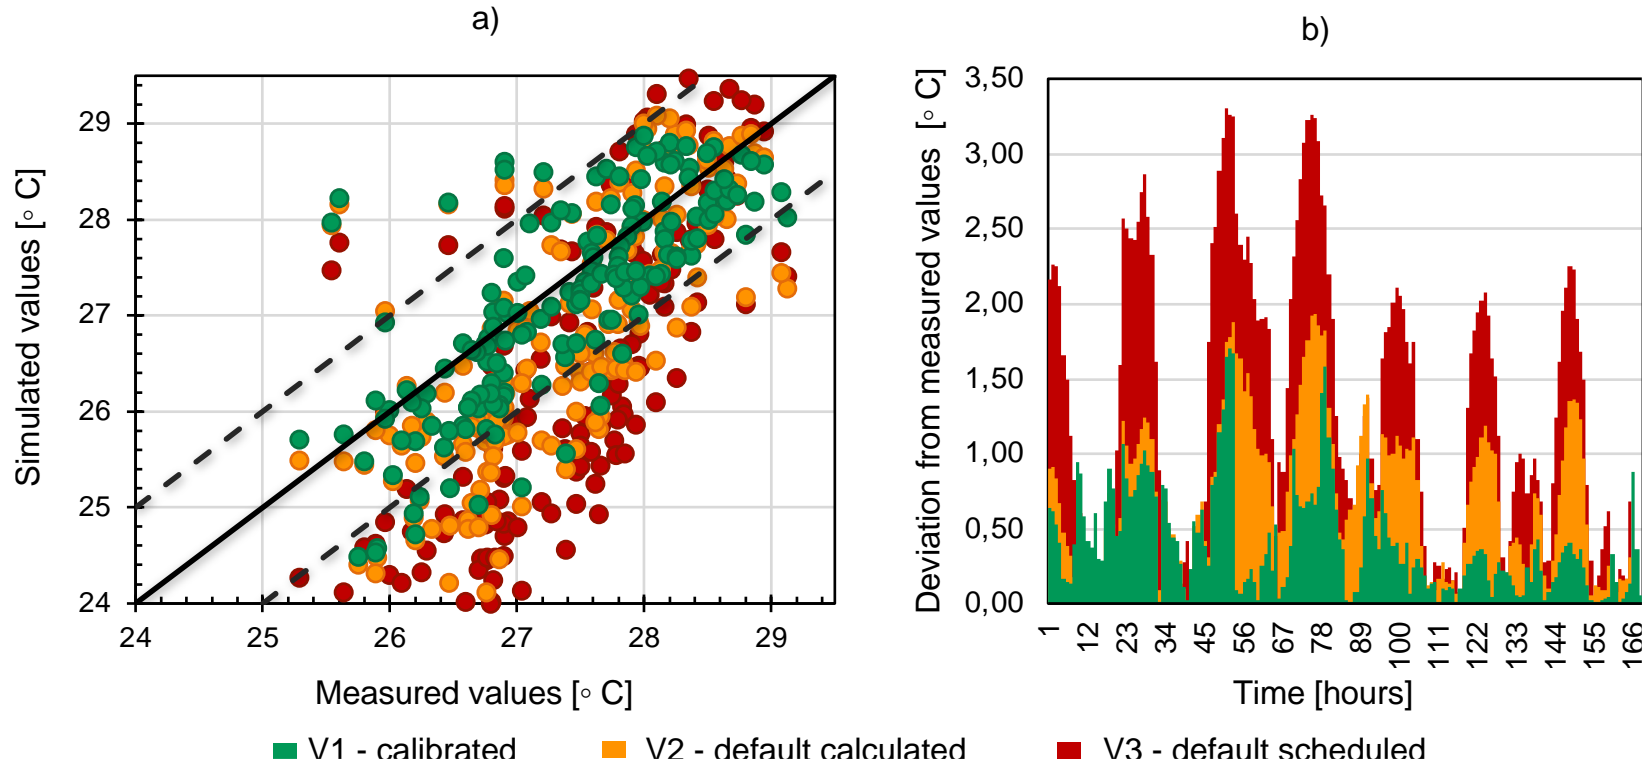 a)
b)
Simulated values [◦ C]
29
28
27
26
25
24
24 25 26 27 28 29
Measured values [◦ C]
Deviation from measured values [◦ C]
3,50
3,00
2,50
2,00
1,50
1,00
0,50
0,00
1 12 23 34 45 56 67 78 89 100 111 122 133 144 155 166
Time [hours]
V1 - calibrated V2 - default calculated V3 - default scheduled